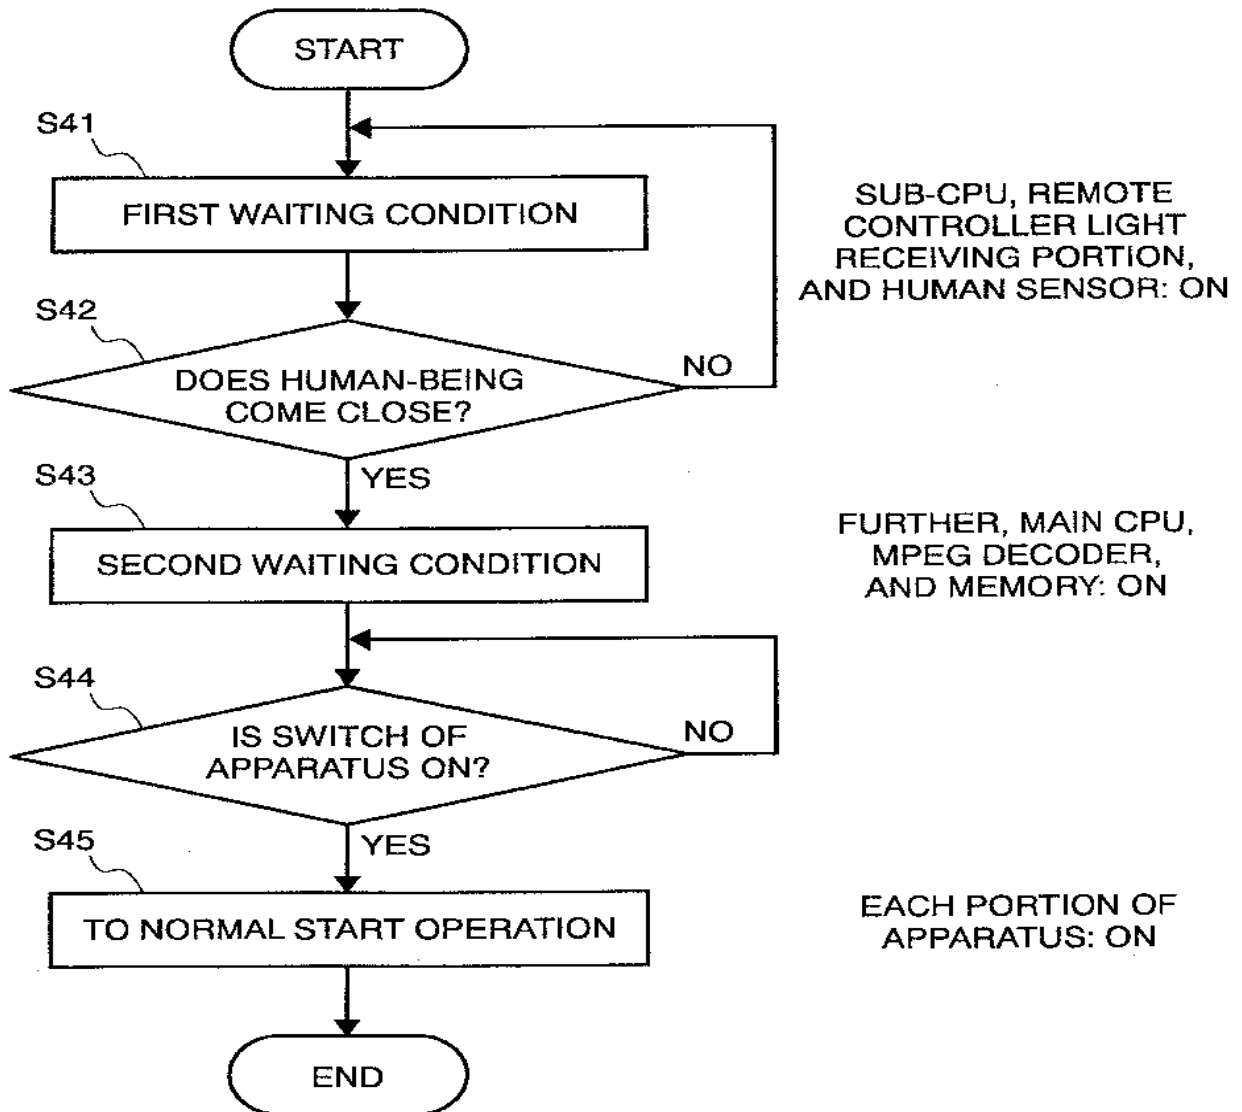 START
S41
FIRST WAITING CONDITION
SUB-CPU, REMOTE
CONTROLLER LIGHT
RECEIVING PORTION,
AND HUMAN SENSOR: ON
S42
DOES HUMAN-BEING
COME CLOSE?
NO
YES
S43
SECOND WAITING CONDITION
FURTHER, MAIN CPU,
MPEG DECODER,
AND MEMORY: ON
S44
IS SWITCH OF
APPARATUS ON?
NO
YES
S45
TO NORMAL START OPERATION
EACH PORTION OF
APPARATUS: ON
END